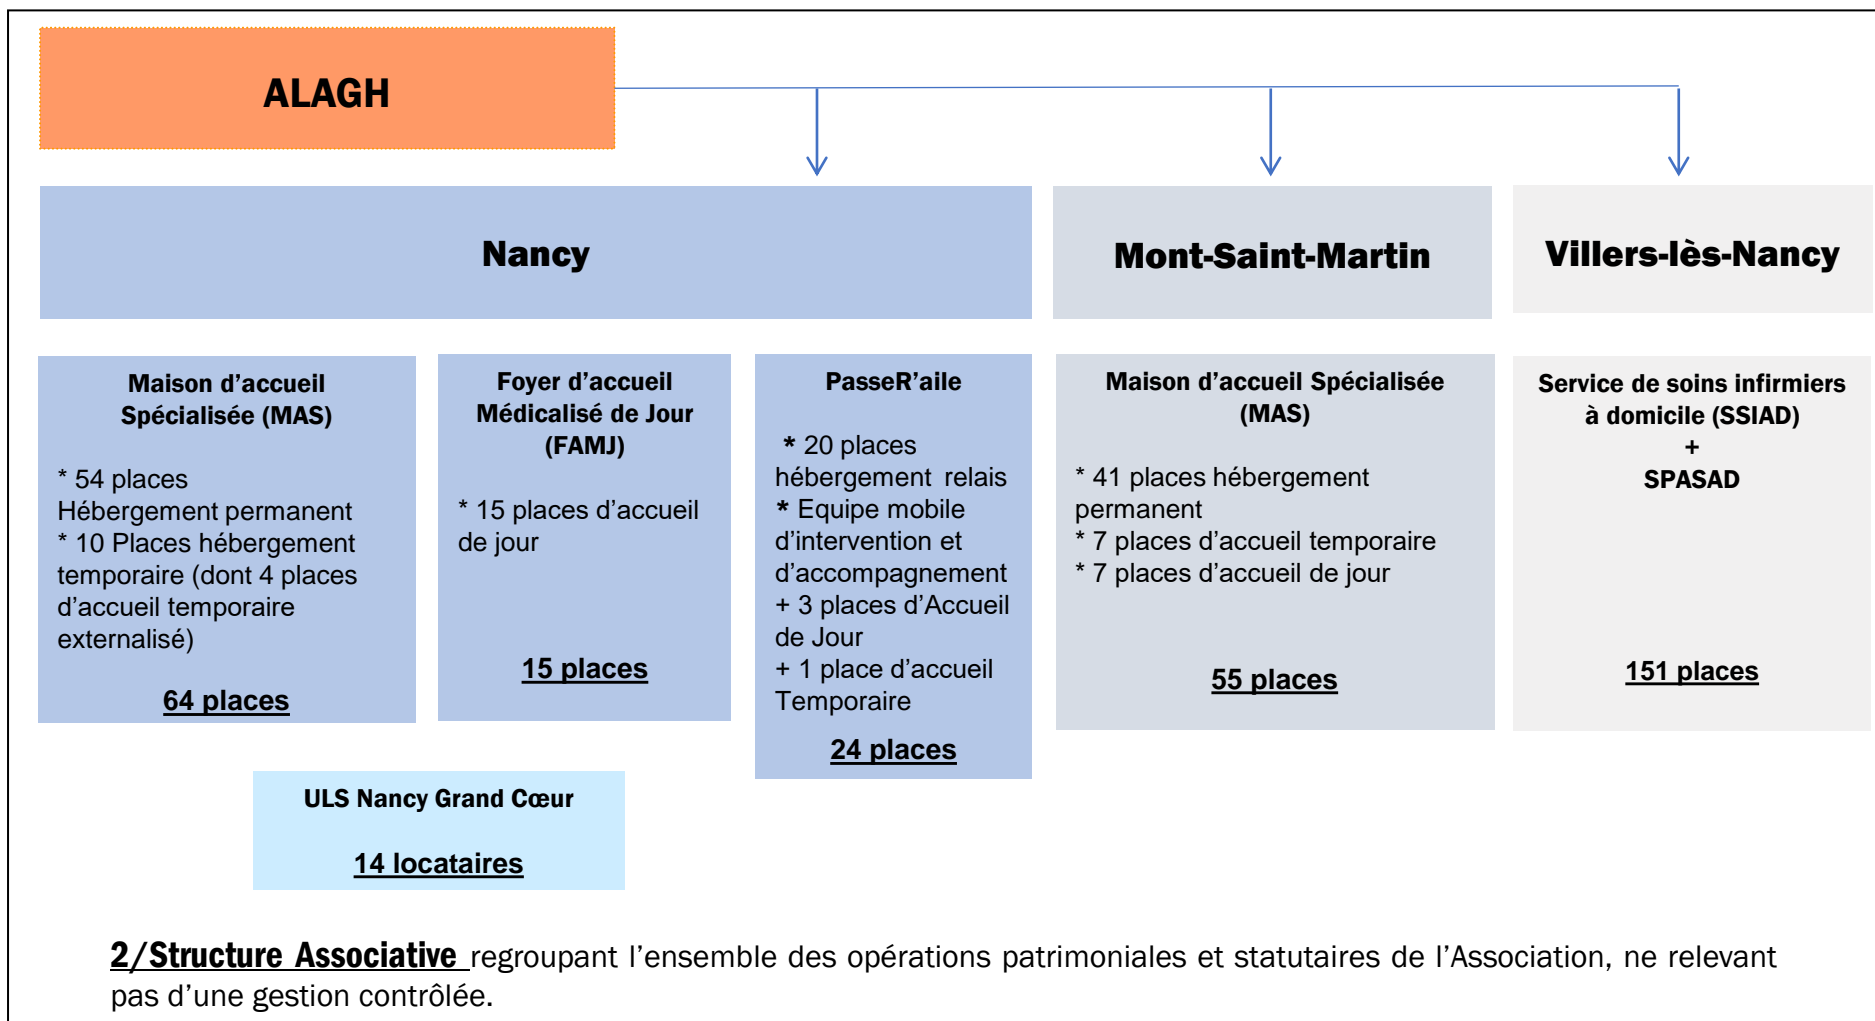 ALAGH
Nancy
Mont-Saint-Martin
Villers-lès-Nancy
Maison d’accueil
Spécialisée (MAS)
* 54 places
Hébergement permanent
* 10 Places hébergement
temporaire (dont 4 places
d’accueil temporaire
externalisé)
64 places
Foyer d’accueil
Médicalisé de Jour
(FAMJ)
* 15 places d’accueil
de jour
15 places
PasseR’aile
* 20 places
hébergement relais
* Equipe mobile
d’intervention et
d’accompagnement
+ 3 places d’Accueil
de Jour
+ 1 place d’accueil
Temporaire
24 places
Maison d’accueil Spécialisée
(MAS)
* 41 places hébergement
permanent
* 7 places d’accueil temporaire
* 7 places d’accueil de jour
55 places
Service de soins infirmiers
à domicile (SSIAD)
+
SPASAD
151 places
ULS Nancy Grand Cœur
14 locataires
2/Structure Associative regroupant l’ensemble des opérations patrimoniales et statutaires de l’Association, ne relevant
pas d’une gestion contrôlée.